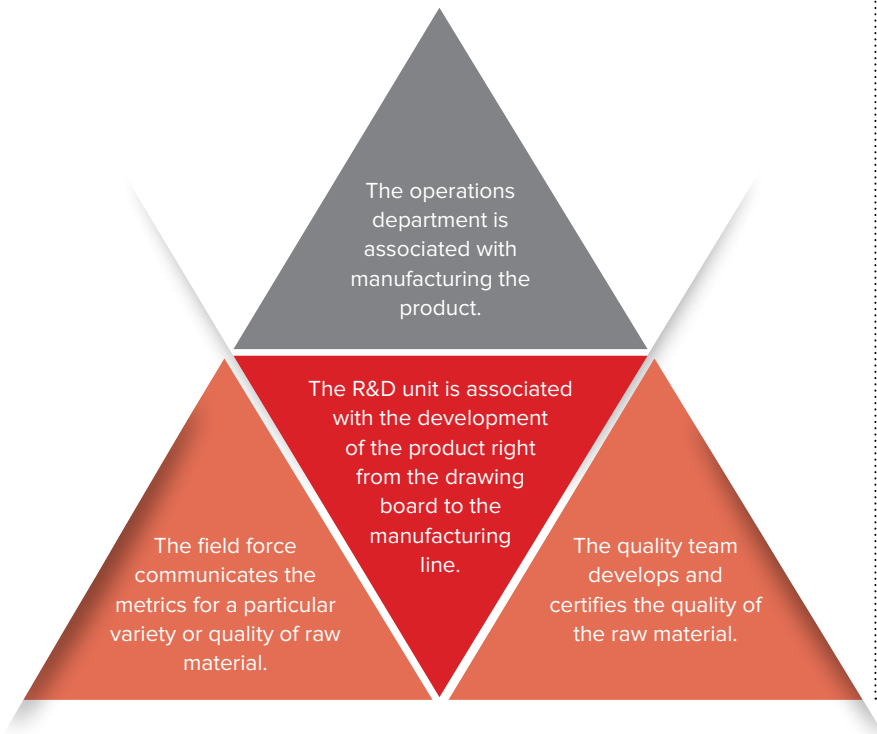 The operations
department is
associated with
manufacturing the
product.
The R&D unit is associated
with the development
of the product right
from the drawing
board to the
manufacturing
line.
The field force
communicates the
metrics for a particular
variety or quality of raw
material.
The quality team
develops and
certifies the quality of
the raw material.